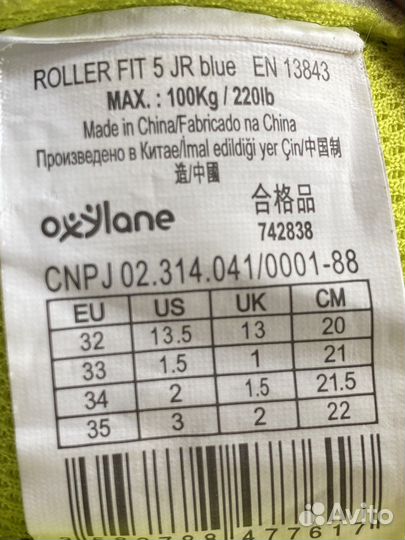 ROLLER FIT 5 JR blue EN 13843
MAX. : 100Kg / 220lb
Made in China/Fabricado na China
Произведено в Китае/İmal edildiği yer Çin/中国制
造/中國
oxylane 合格品
742838
CNPJ 02.314.041/0001-88
EU US UK CM
32 13.5 13 20
33 1.5 1 21
34 2 1.5 21.5
35 3 2 22
Avito